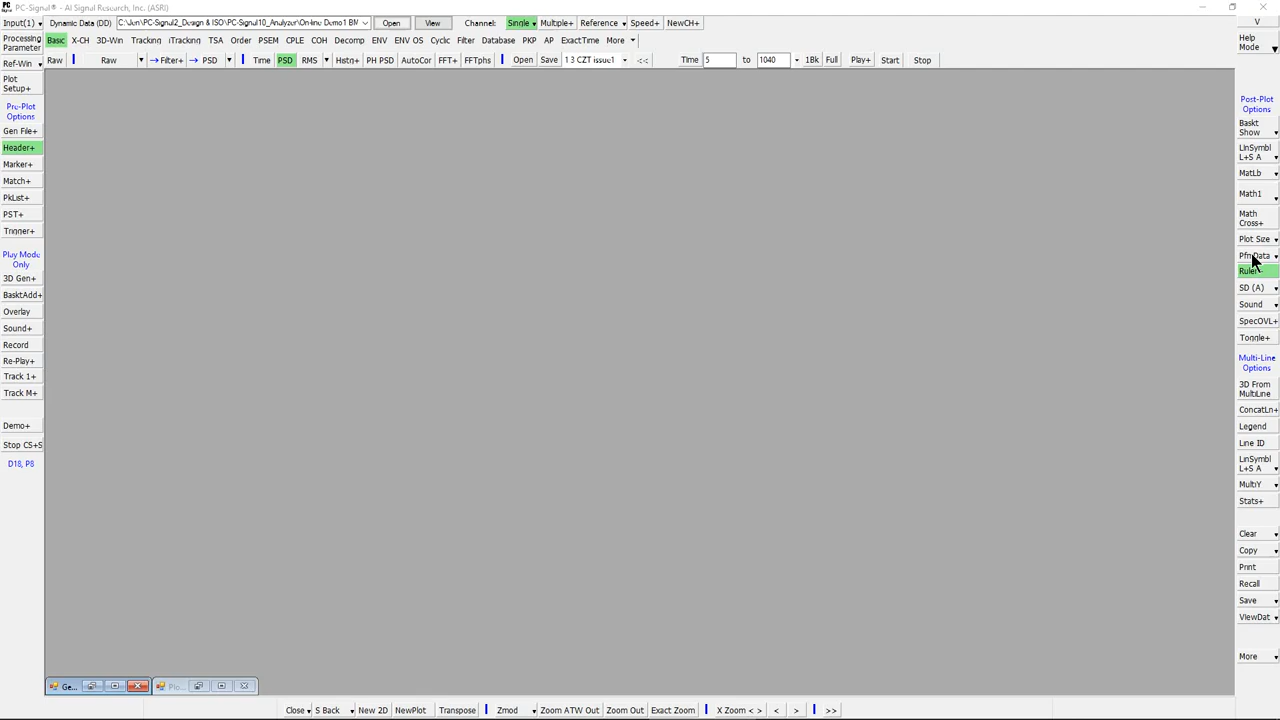 PC-Signal® - AI Signal Research, Inc. (ASRI)
Input(1) Dynamic Data (DD) Open View Channel: Single Multiple+ Reference Speed+ NewCH+ V
Processing Parameter Basic X-CH 3D-Win Tracking iTracking TSA Order PSEM CPLE COH Decomp ENV ENV OS Cyclic Filter Database PKP AP ExactTime More Help Mode
Ref-Win Raw Raw Filter+ PSD Time PSD RMS Hstn+ PH PSD AutoCor FFT+ FFTphs Open Save 1 3 CZT issue1 << Time 5 to 1040 1Bk Full Play+ Start Stop
Plot
Setup+
Pre-Plot
Options
Gen File+
Header+
Marker+
Match+
PkList+
PST+
Trigger+
Play Mode
Only
3D Gen+
BasktAdd+
Overlay
Sound+
Record
Re-Play+
Track 1+
Track M+
Demo+
Stop CS+S
D18, P8
Post-Plot
Options
Baskt
Show
LinSymbl
L+S A
MatLb
Math1
Math
Cross+
Plot Size
SD (A)
Sound
SpecOVL+
Toggle+
Multi-Line
Options
3D From
MultiLine
ConcatLn+
Legend
Line ID
LinSymbl
L+S A
MultiY
Stats+
Clear
Copy
Print
Recall
Save
ViewDat
More
Ge...
Close S Back New 2D NewPlot Transpose Zmod Zoom ATW Out Zoom Out Exact Zoom X Zoom < > < > >>